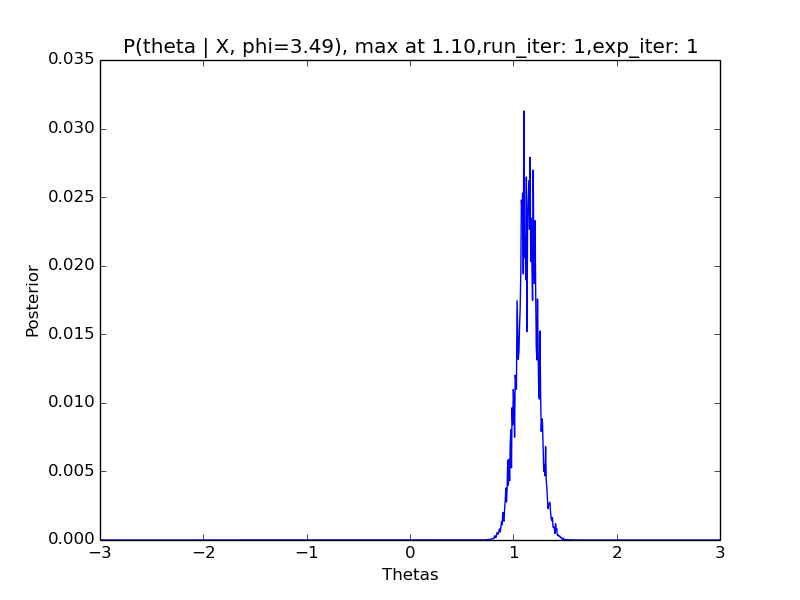 P(theta | X, phi=3.49), max at 1.10,run_iter: 1,exp_iter: 1
0.035
0.030
0.025
0.020
0.015
0.010
0.005
0.000
Posterior
−3 −2 −1 0 1 2 3
Thetas